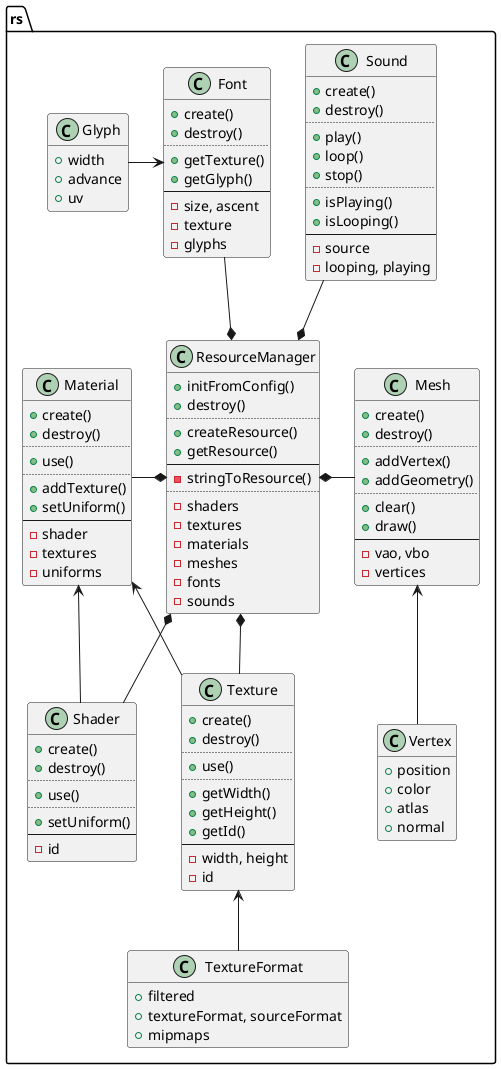 rs
C Sound
create()
destroy()
play()
loop()
stop()
isPlaying()
isLooping()
source
looping, playing
C Font
create()
destroy()
getTexture()
getGlyph()
size, ascent
texture
glyphs
C Glyph
width
advance
uv
C ResourceManager
initFromConfig()
destroy()
createResource()
getResource()
stringToResource()
shaders
textures
materials
meshes
fonts
sounds
C Material
create()
destroy()
use()
addTexture()
setUniform()
shader
textures
uniforms
C Mesh
create()
destroy()
addVertex()
addGeometry()
clear()
draw()
vao, vbo
vertices
C Shader
create()
destroy()
use()
setUniform()
id
C Texture
create()
destroy()
use()
getWidth()
getHeight()
getId()
width, height
id
C Vertex
position
color
atlas
normal
C TextureFormat
filtered
textureFormat, sourceFormat
mipmaps